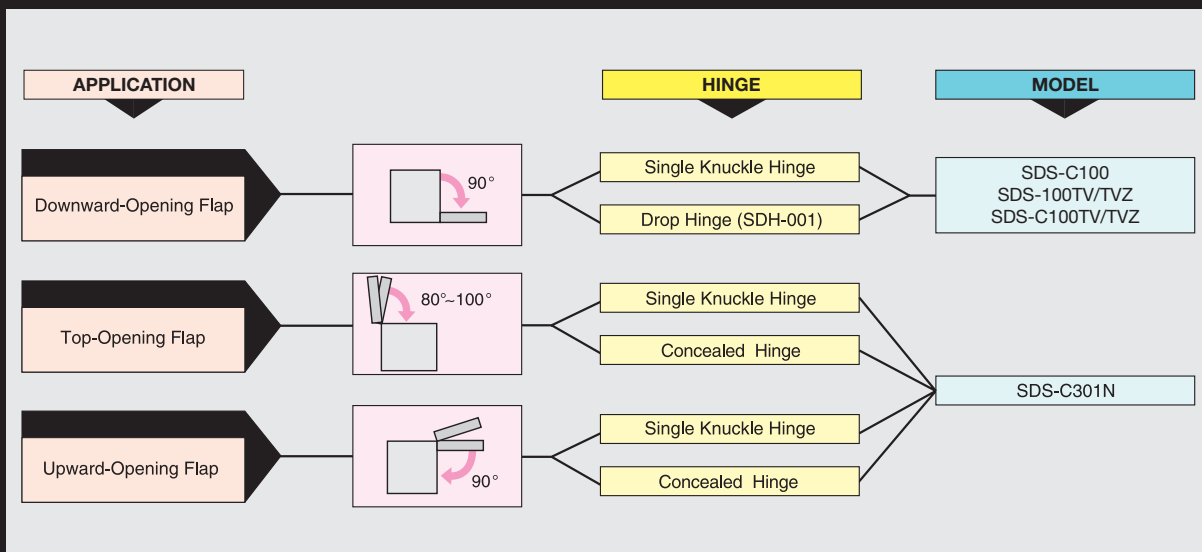 APPLICATION
HINGE
MODEL
Downward-Opening Flap
90°
Single Knuckle Hinge
Drop Hinge (SDH-001)
SDS-C100
SDS-100TV/TVZ
SDS-C100TV/TVZ
Top-Opening Flap
80°~100°
Single Knuckle Hinge
Concealed Hinge
SDS-C301N
Upward-Opening Flap
90°
Single Knuckle Hinge
Concealed Hinge